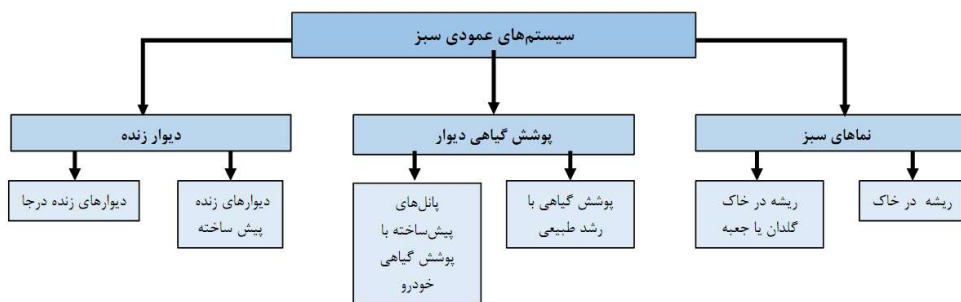 سیستم‌های عمودی سبز
نماهای سبز
پوشش گیاهی دیوار
دیوار زنده
ریشه در خاک
ریشه در خاک
گلدان یا جعبه
پوشش گیاهی با
رشد طبیعی
پانل‌های
پیش‌ساخته با
پوشش گیاهی
خودرو
دیوارهای زنده
پیش ساخته
دیوارهای زنده درجا